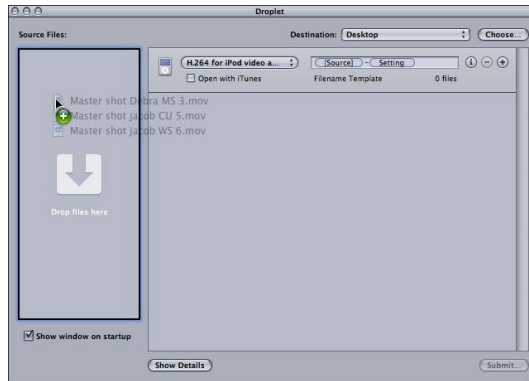 Droplet
Source Files:
Destination: Desktop
Choose...
H.264 for iPod video a...
[Source] - Setting
Open with iTunes
Filename Template
0 files
Master shot Debra MS 3.mov
Master shot jacob CU 5.mov
Master shot jacob WS 6.mov
Drop files here
Show window on startup
Show Details
Submit...